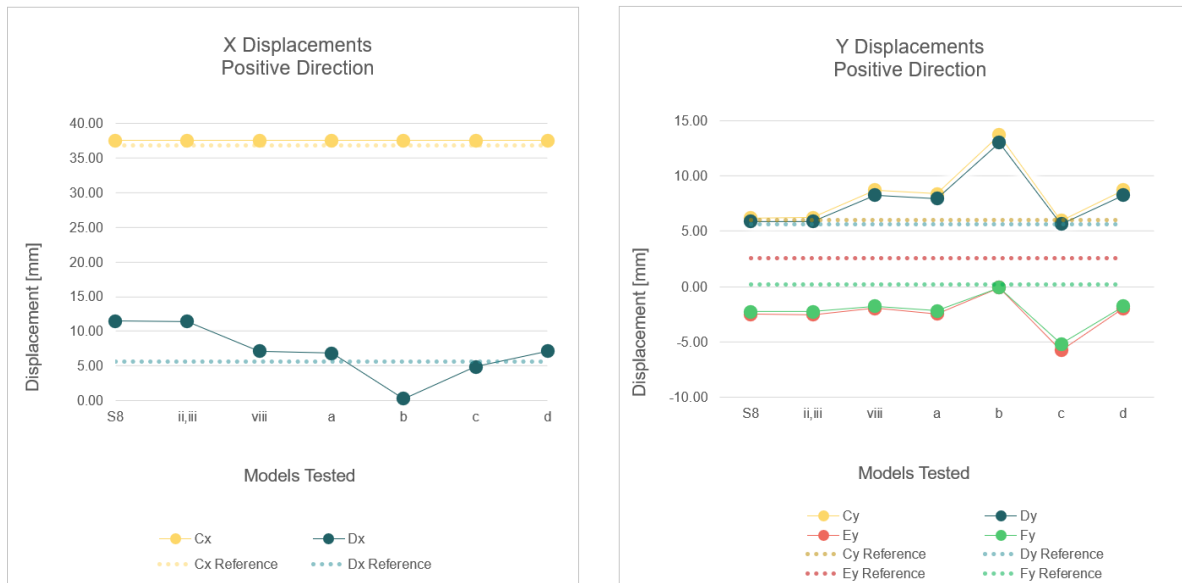 X Displacements
Positive Direction
40.00
35.00
30.00
25.00
20.00
15.00
10.00
5.00
0.00
Displacement [mm]
S8 ii,iii viii a b c d
Models Tested
Cx Dx
Cx Reference Dx Reference
Y Displacements
Positive Direction
15.00
10.00
5.00
0.00
-5.00
-10.00
Displacement [mm]
S8 ii,iii viii a b c d
Models Tested
Cy Dy
Ey Fy
Cy Reference Dy Reference
Ey Reference Fy Reference